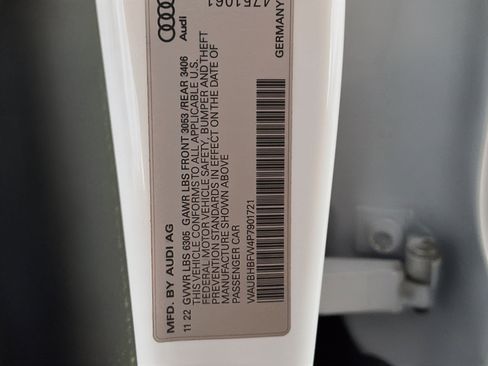 Audi
4751061
GERMANY
MFD. BY AUDI AG
11 22 GVWR LBS 6305 GAWR LBS FRONT 3063 / REAR 3406
THIS VEHICLE CONFORMS TO ALL APPLICABLE U.S.
FEDERAL MOTOR VEHICLE SAFETY, BUMPER AND THEFT
PREVENTION STANDARDS IN EFFECT ON THE DATE OF
MANUFACTURE SHOWN ABOVE
PASSENGER CAR
WAUBHBFW4P7901721